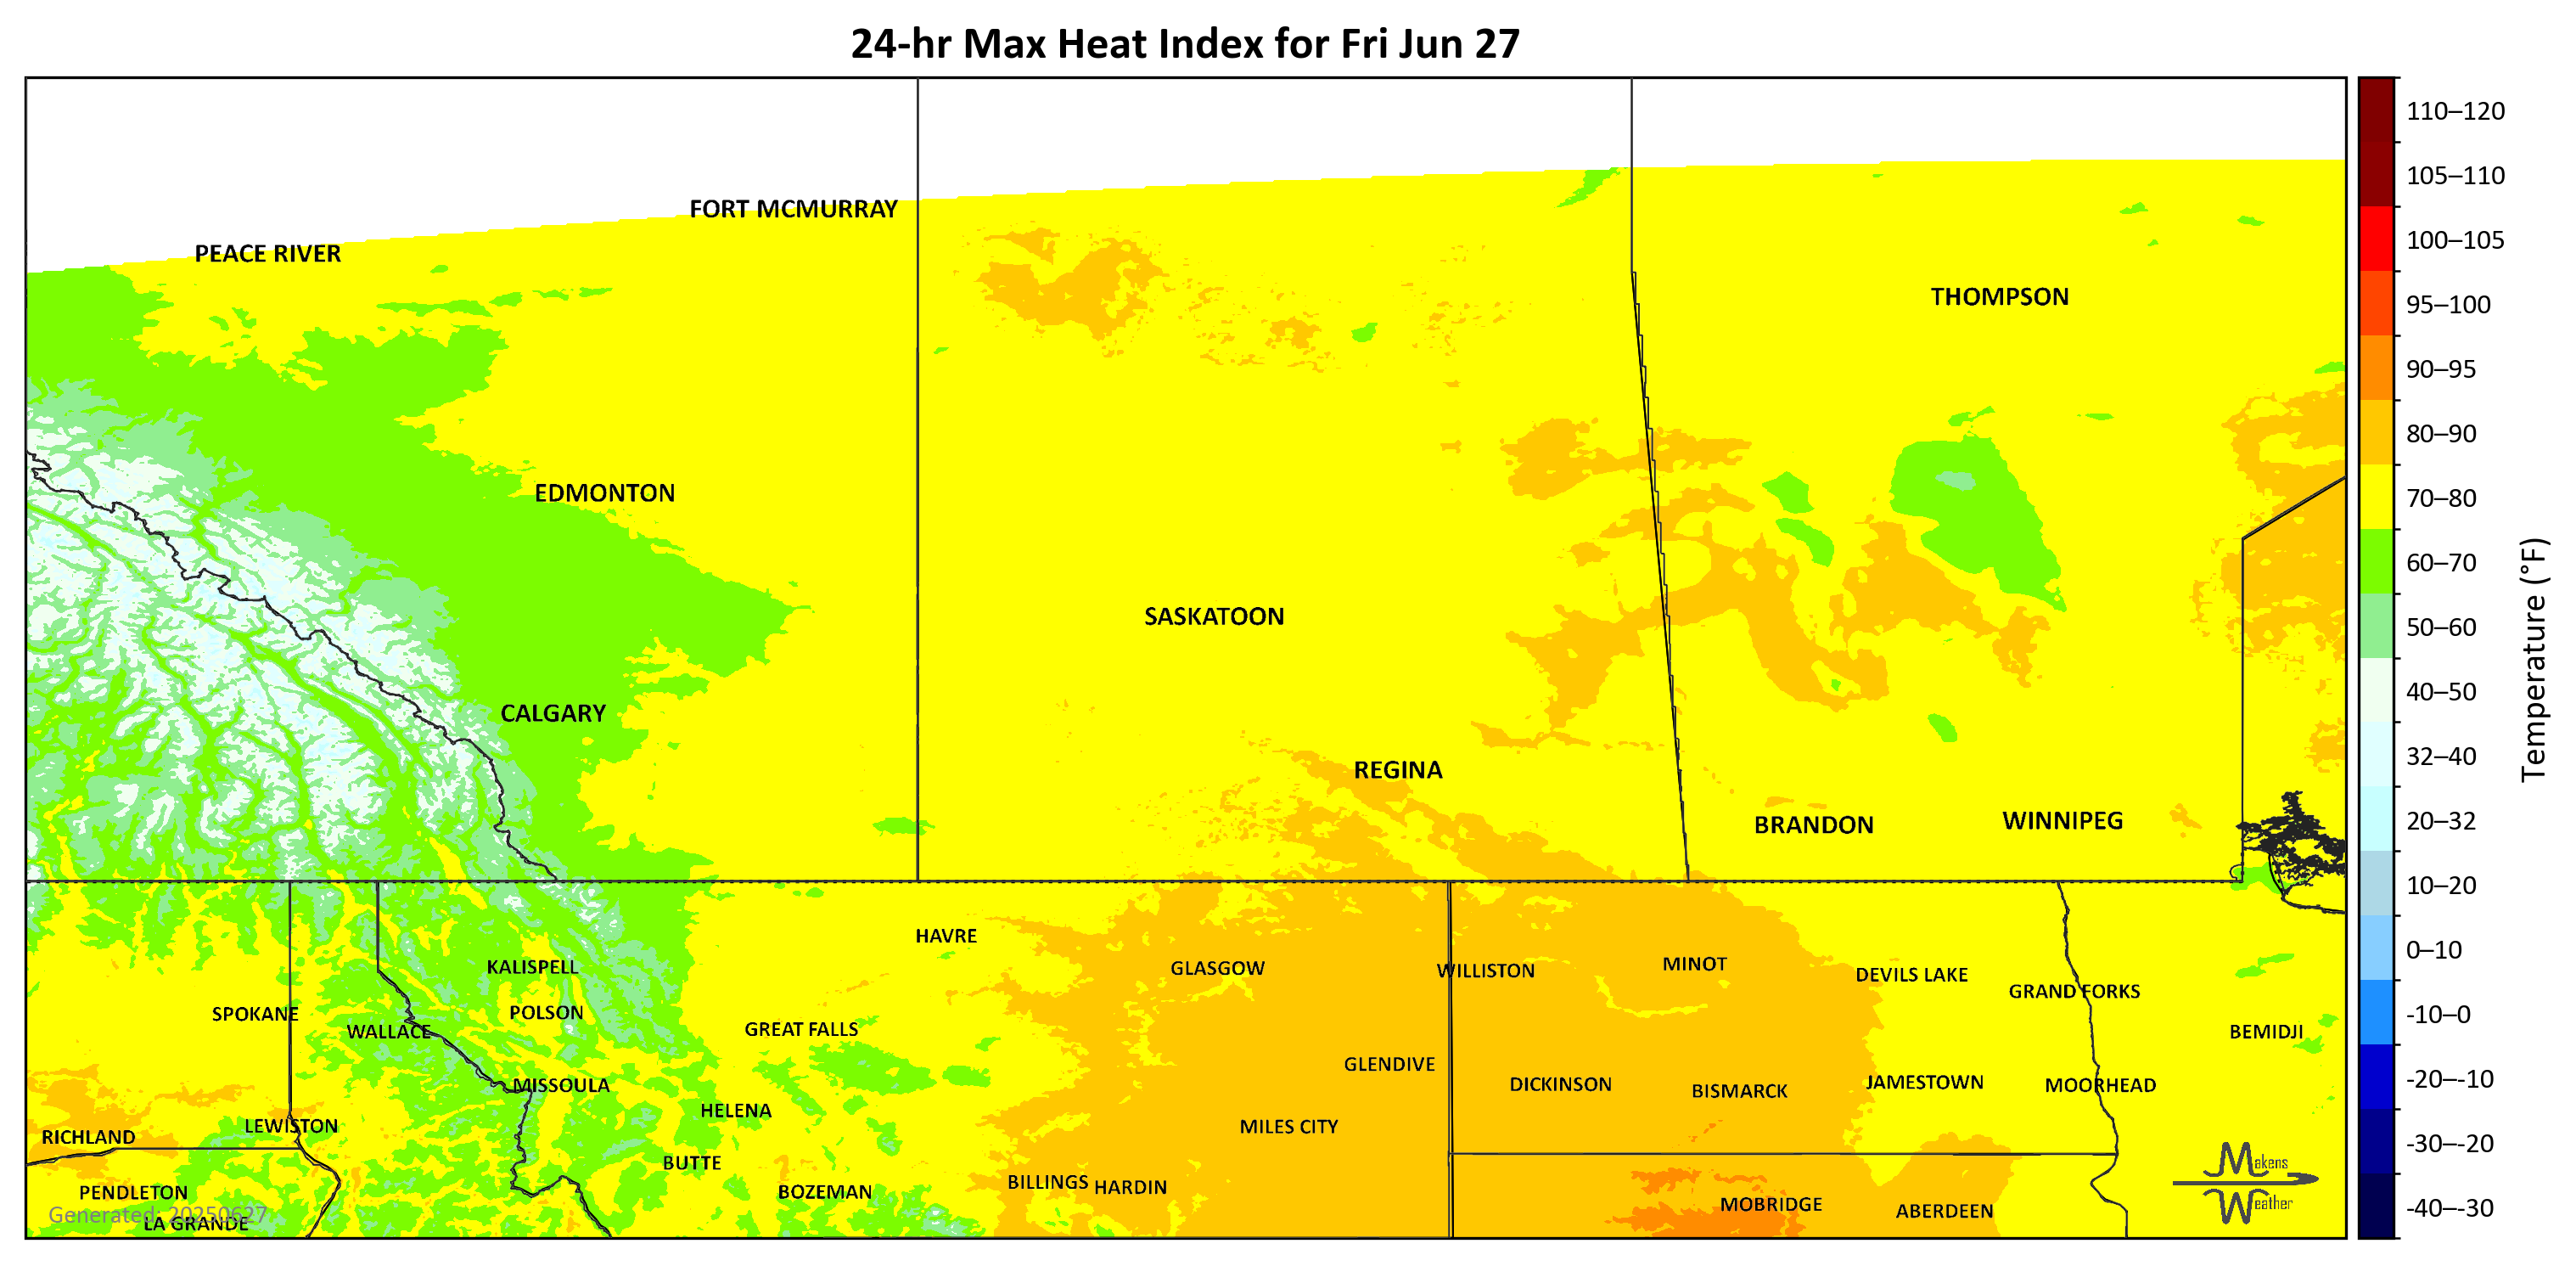 24-hr Max Heat Index for Fri Jun 27
FORT MCMURRAY
PEACE RIVER
THOMPSON
EDMONTON
SASKATOON
CALGARY
REGINA
BRANDON
WINNIPEG
HAVRE
KALISPELL
GLASGOW
WILLISTON
MINOT
DEVILS LAKE
GRAND FORKS
SPOKANE
POLSON
WALLACE
GREAT FALLS
BEMIDJI
GLENDIVE
MISSOULA
DICKINSON
BISMARCK
JAMESTOWN
MOORHEAD
HELENA
LEWISTON
MILES CITY
RICHLAND
BUTTE
BILLINGS
HARDIN
PENDLETON
BOZEMAN
MOBRIDGE
ABERDEEN
LA GRANDE
Generated: 20250627
Makens
Weather
110–120
105–110
100–105
95–100
90–95
80–90
70–80
60–70
50–60
40–50
32–40
20–32
10–20
0–10
-10–0
-20–-10
-30–-20
-40–-30
Temperature (°F)